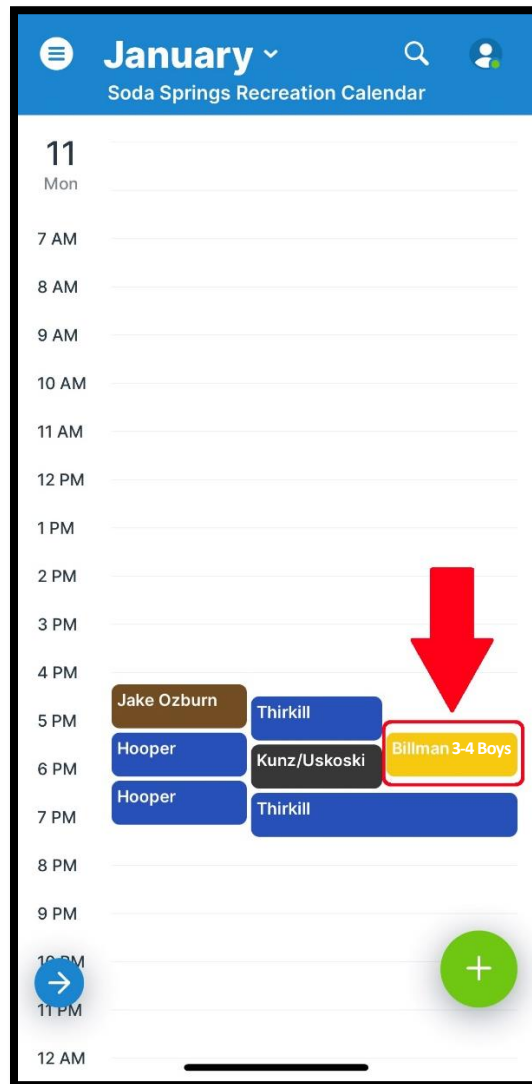 January
Soda Springs Recreation Calendar
11
Mon
7 AM
8 AM
9 AM
10 AM
11 AM
12 PM
1 PM
2 PM
3 PM
4 PM
Jake Ozburn
Thirkill
5 PM
Hooper
Kunz/Uskoski
Billman 3-4 Boys
6 PM
Hooper
Thirkill
7 PM
8 PM
9 PM
10 PM
11 PM
12 AM